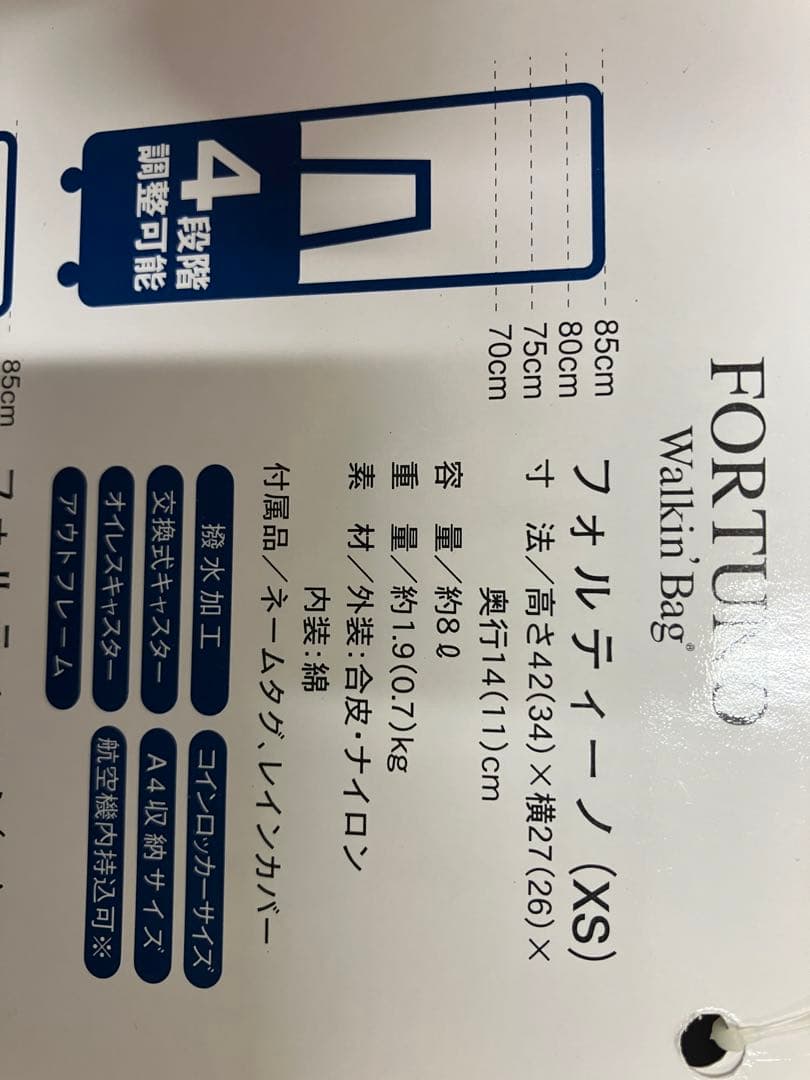 FORTUNO
Walkin' Bag®
フォルティーノ（XS）
寸　法／高さ42(34)×横27(26)×
奥行14(11)cm
容　量／約8ℓ
重　量／約1.9(0.7)kg
素　材／外装：合皮・ナイロン
内装：綿
付属品／ネームタグ、レインカバー
85cm
80cm
75cm
70cm
4段階
調整可能
撥水加工
コインロッカーサイズ
交換式キャスター
A4収納サイズ
オイレスキャスター
航空機内持込可※
アウトフレーム
85cm